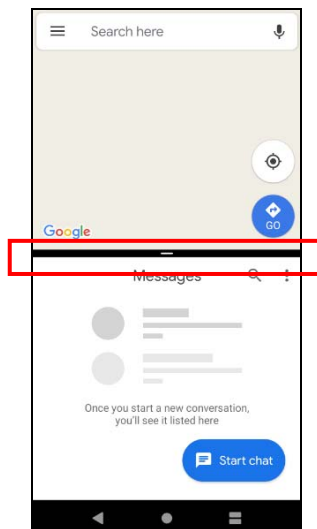 Search here
GO
Google
Messages
Once you start a new conversation,
you'll see it listed here
Start chat